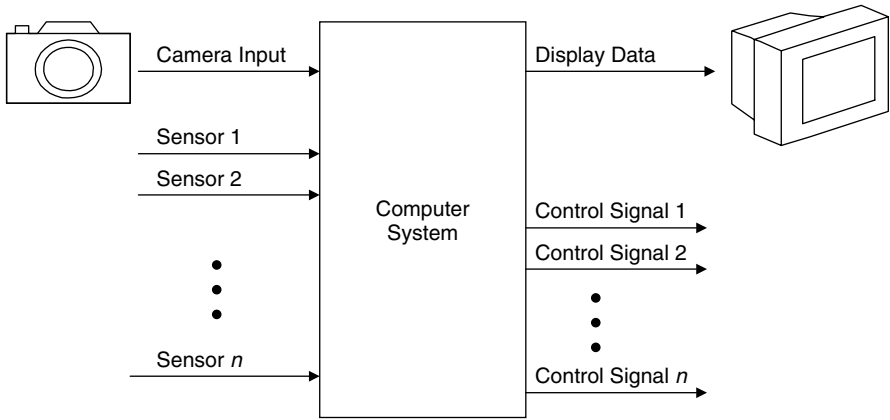 Camera Input
Display Data
Sensor 1
Sensor 2
Computer
System
Control Signal 1
Control Signal 2
Sensor n
Control Signal n